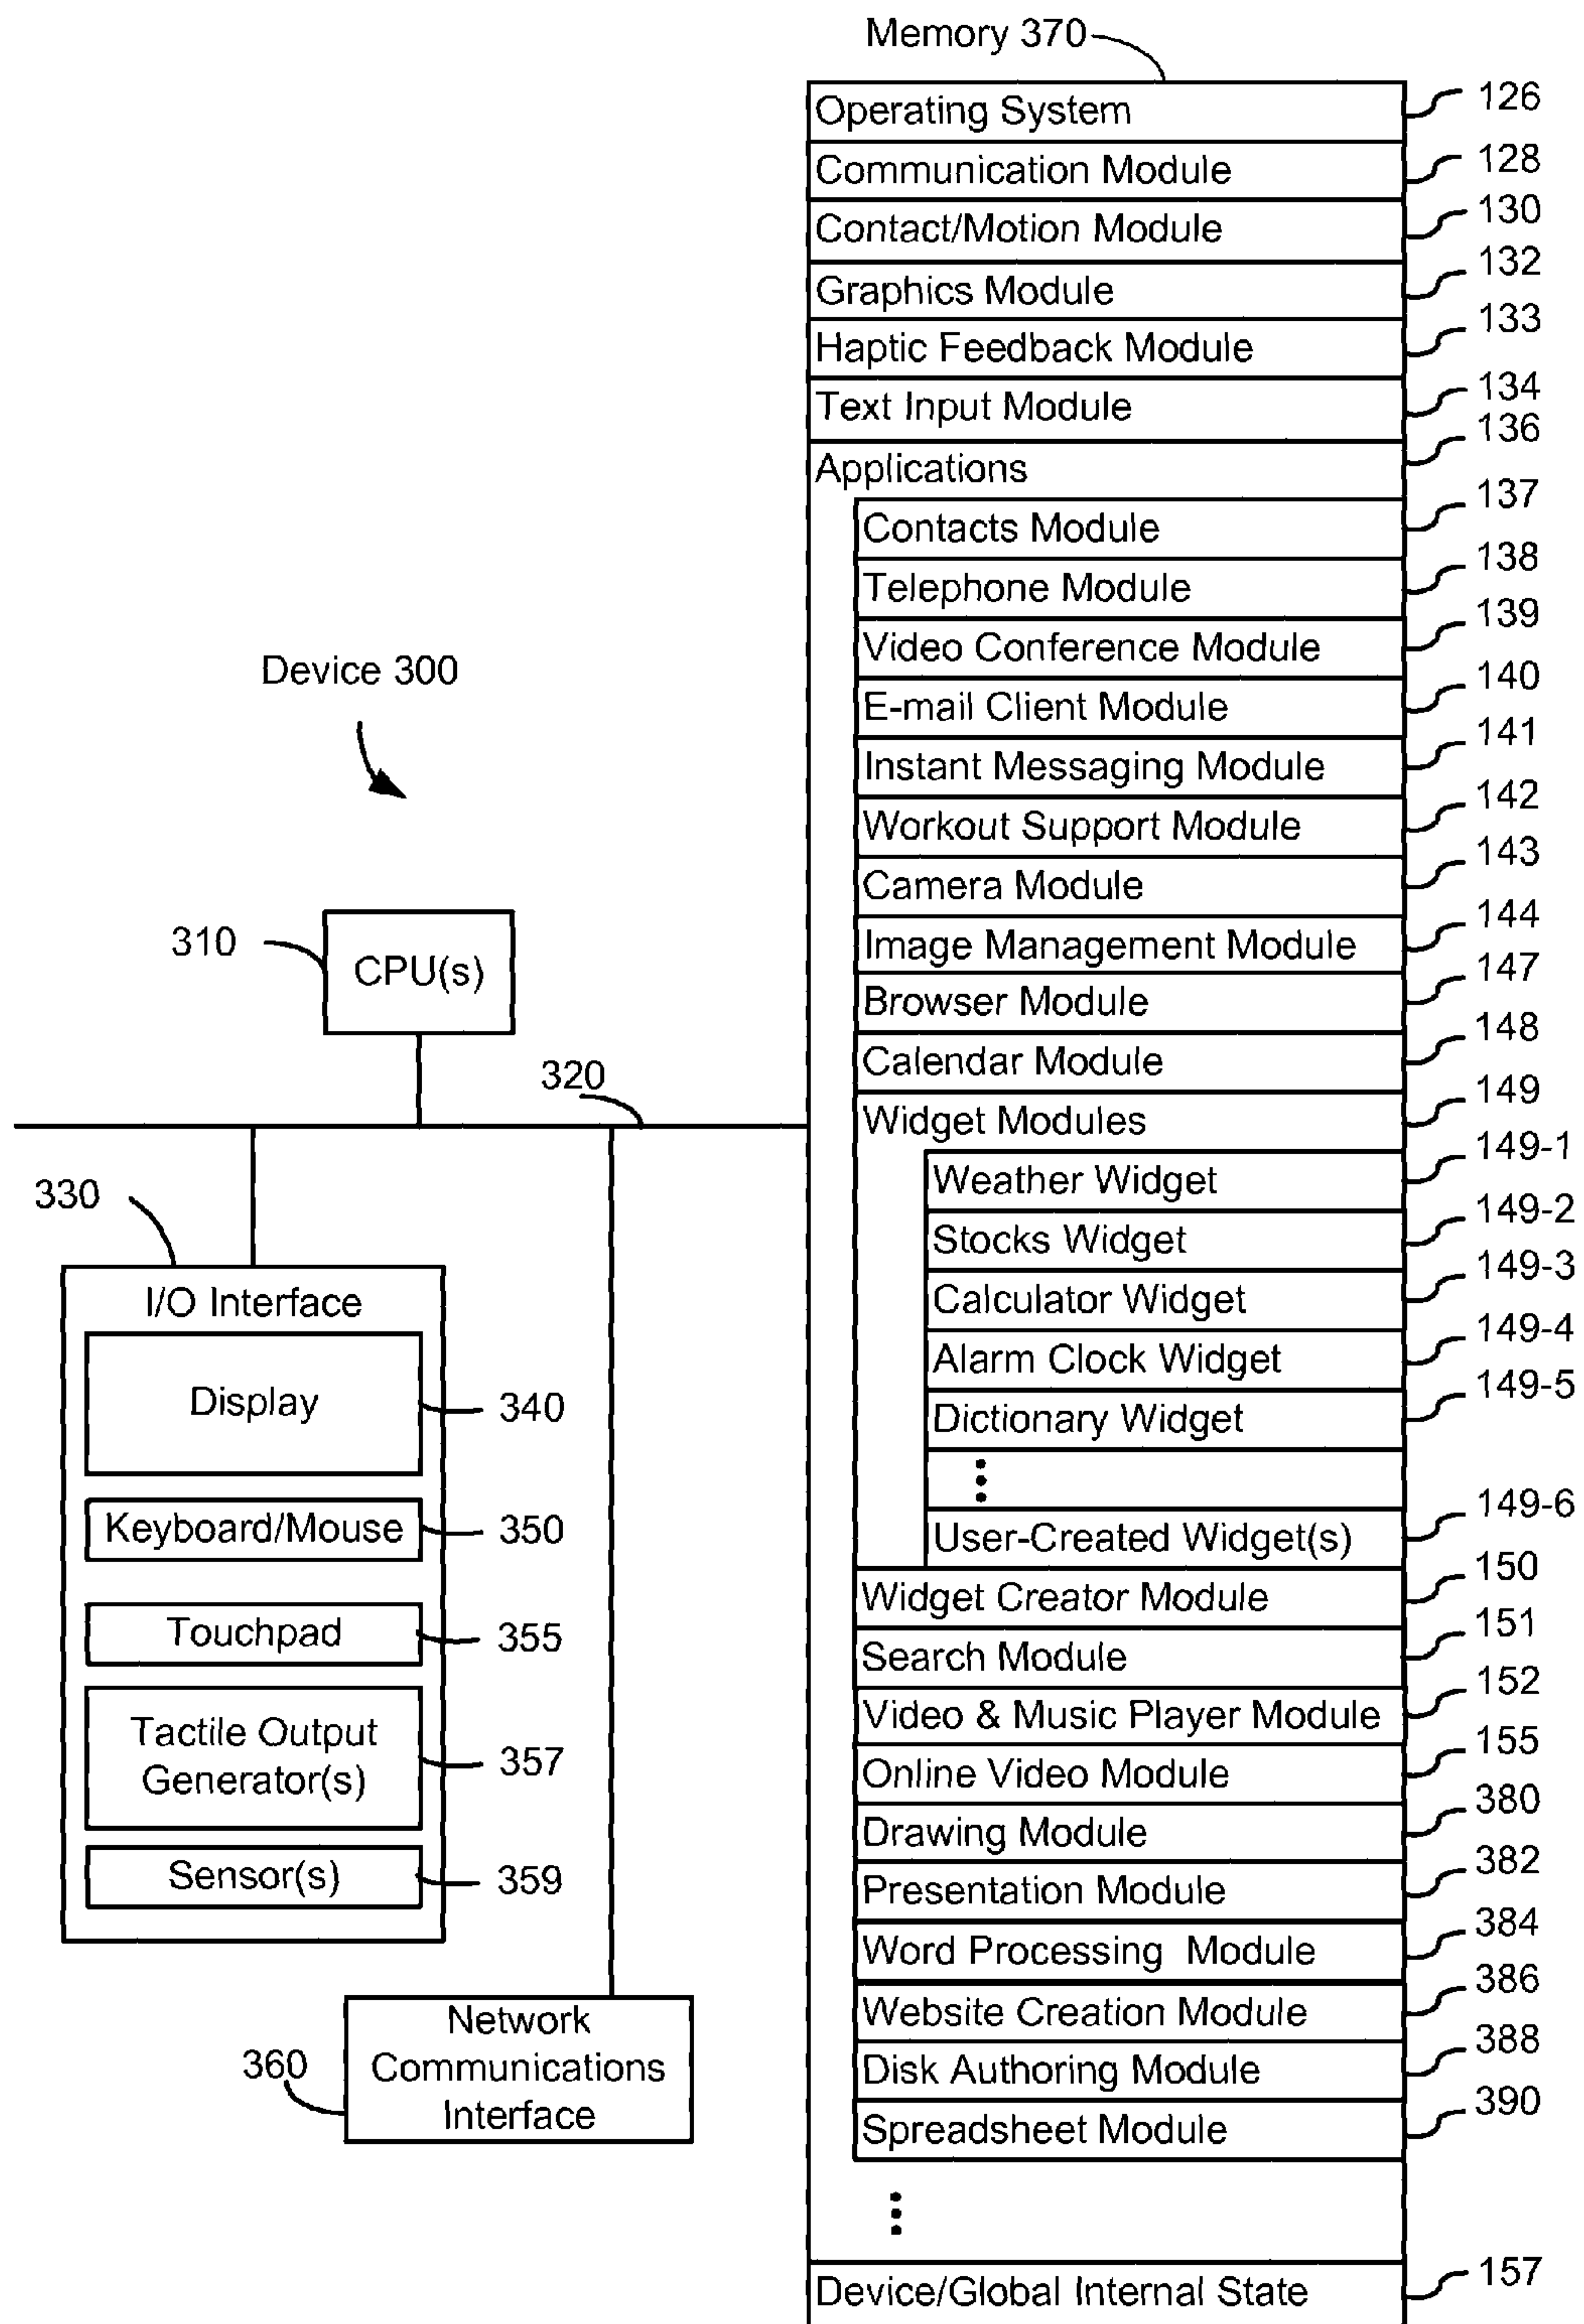 Memory 370
Operating System 126
Communication Module 128
Contact/Motion Module 130
Graphics Module 132
Haptic Feedback Module 133
Text Input Module 134
Applications 136
Contacts Module 137
Telephone Module 138
Video Conference Module 139
E-mail Client Module 140
Instant Messaging Module 141
Workout Support Module 142
Camera Module 143
Image Management Module 144
Browser Module 147
Calendar Module 148
Widget Modules 149
Weather Widget 149-1
Stocks Widget 149-2
Calculator Widget 149-3
Alarm Clock Widget 149-4
Dictionary Widget 149-5
User-Created Widget(s) 149-6
Widget Creator Module 150
Search Module 151
Video & Music Player Module 152
Online Video Module 155
Drawing Module 380
Presentation Module 382
Word Processing Module 384
Website Creation Module 386
Disk Authoring Module 388
Spreadsheet Module 390
Device/Global Internal State 157
Device 300
310
CPU(s)
320
330
I/O Interface
Display 340
Keyboard/Mouse 350
Touchpad 355
Tactile Output
Generator(s)
357
Sensor(s) 359
360
Network
Communications
Interface